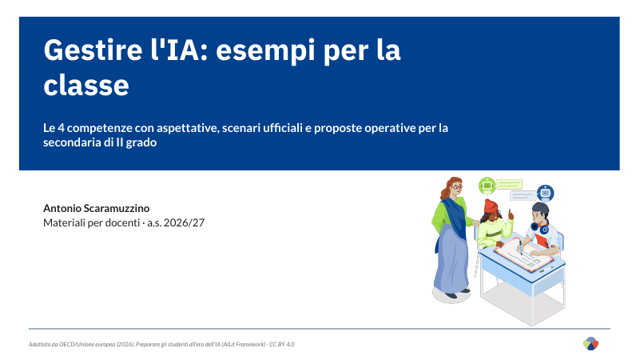 Gestire l'IA: esempi per la
classe
Le 4 competenze con aspettative, scenari ufficiali e proposte operative per la
secondaria di II grado
Antonio Scaramuzzino
Materiali per docenti · a.s. 2026/27
Adattato da OECD/Unione europea (2026), Preparare gli studenti all'era dell'IA (AILit Framework) - CC BY 4.0